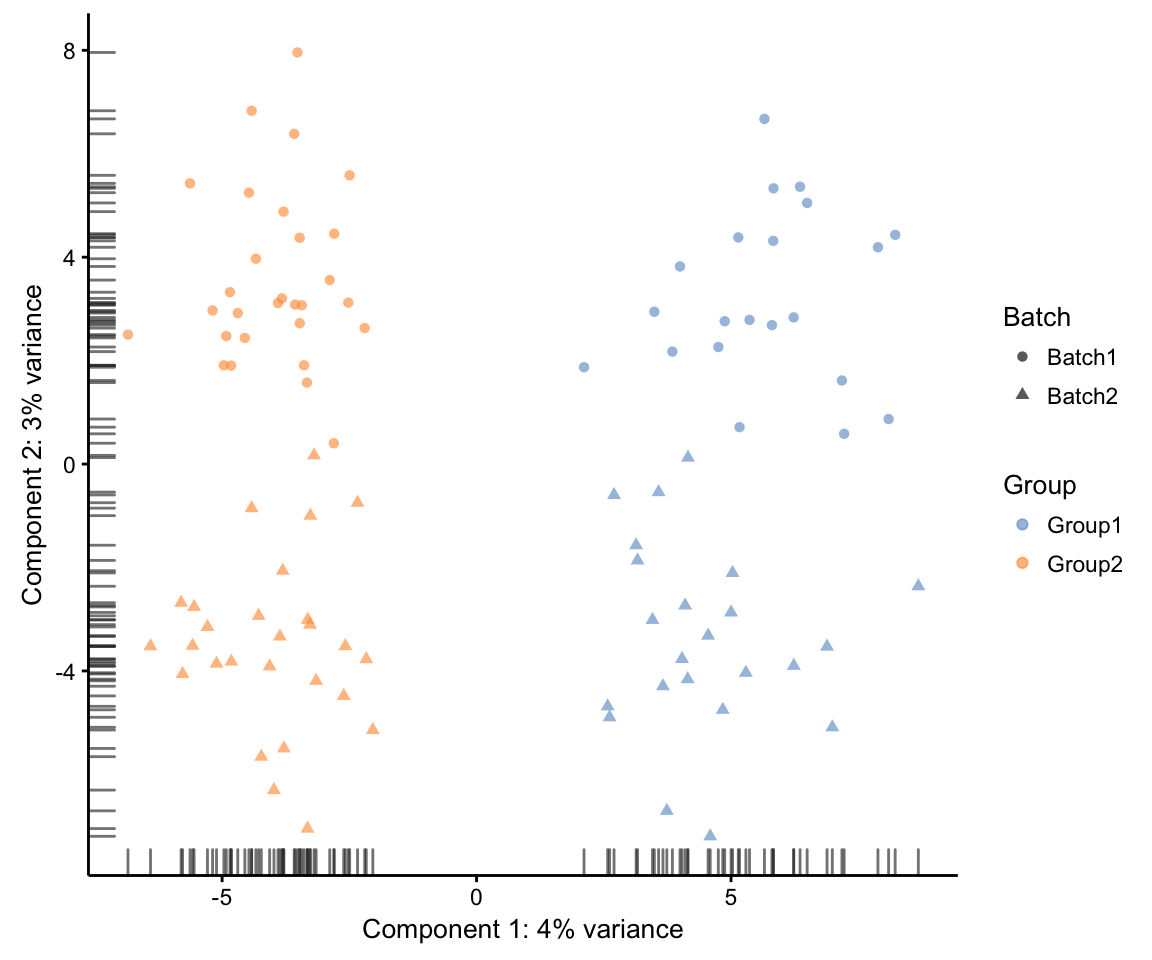 8
4
0
-4
-5
0
5
Component 1: 4% variance
Component 2: 3% variance
Batch
Batch1
Batch2
Group
Group1
Group2